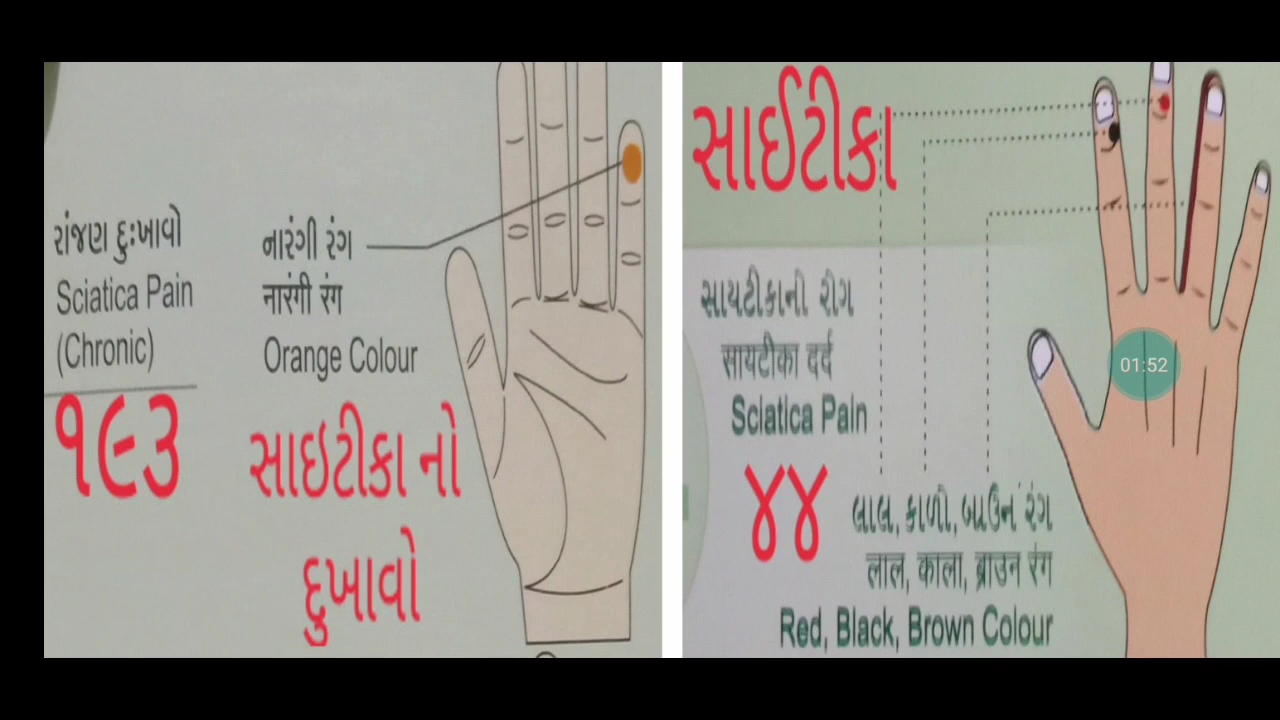 રાંજણ દુઃખાવો
Sciatica Pain
(Chronic)
૧૯૩
નારંગી રંગ
नारंगी रंग
Orange Colour
સાઇટીકા નો
દુખાવો
સાઈટીકા
સાયટીકાનો રોગ
सायटीका दर्द
Sciatica Pain
૪૪
લાલ, કાળો, બ્રાઉન રંગ
लाल, काला, ब्राउन रंग
Red, Black, Brown Colour
01:52